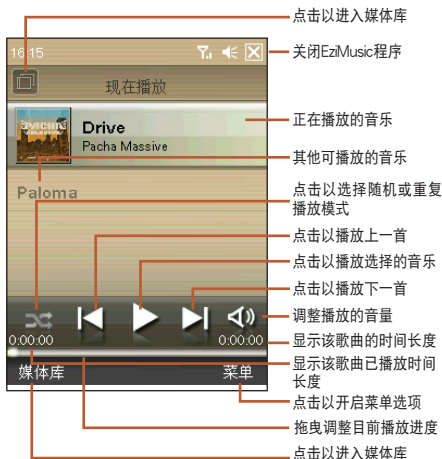 点击以进入媒体库
16:15
关闭EziMusic程序
现在播放
正在播放的音乐
Drive
Pacha Massive
其他可播放的音乐
Paloma
点击以选择随机或重复
播放模式
点击以播放上一首
点击以播放选择的音乐
点击以播放下一首
调整播放的音量
0:00:00
0:00:00
显示该歌曲的时间长度
显示该歌曲已播放时间
长度
媒体库
菜单
点击以开启菜单选项
拖曳调整目前播放进度
点击以进入媒体库